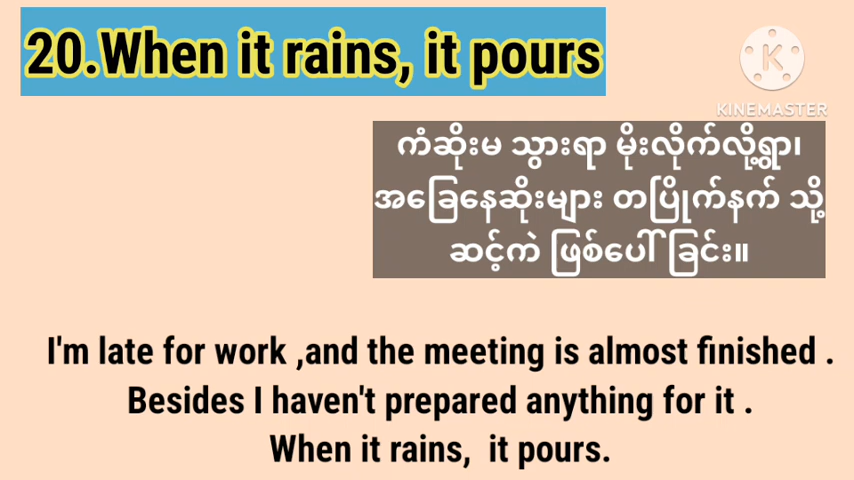 20.When it rains, it pours
K
KINEMASTER
ကံဆိုးမ သွားရာ မိုးလိုက်လို့ရွာ၊
အခြေနေဆိုးများ တပြိုက်နက် သို့
ဆင့်ကဲ ဖြစ်ပေါ်ခြင်း။
I'm late for work ,and the meeting is almost finished .
Besides I haven't prepared anything for it .
When it rains, it pours.